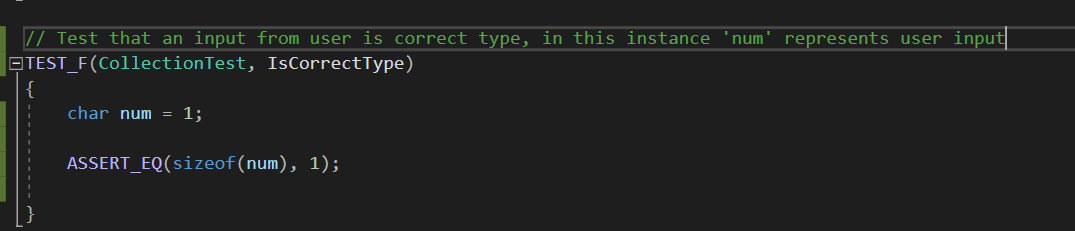 // Test that an input from user is correct type, in this instance 'num' represents user input
TEST_F(CollectionTest, IsCorrectType)
{
char num = 1;
ASSERT_EQ(sizeof(num), 1);
}